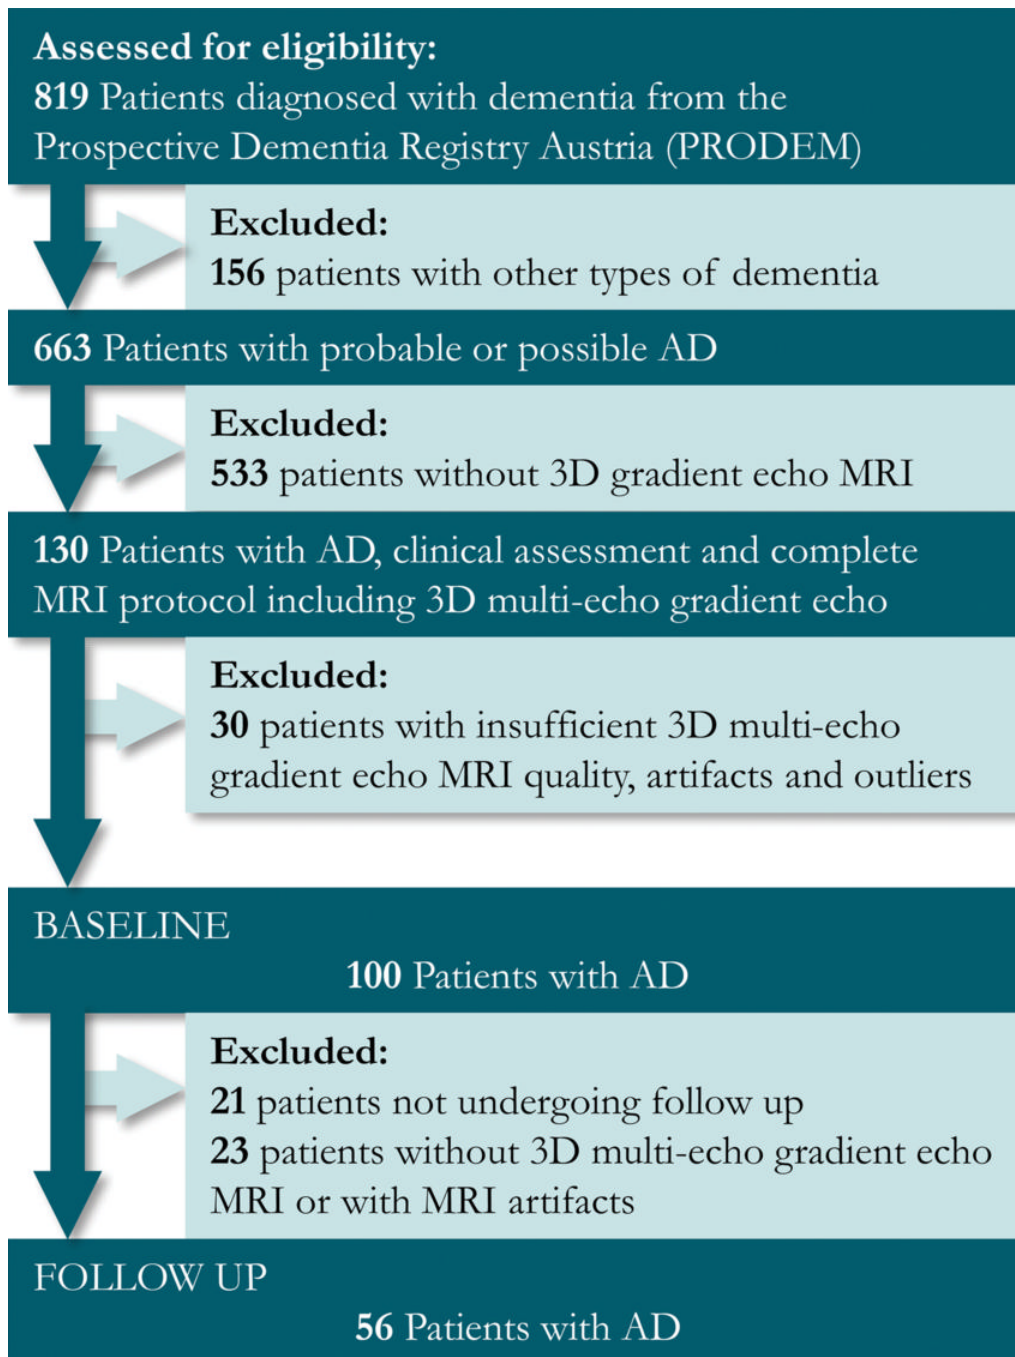 Assessed for eligibility:
819 Patients diagnosed with dementia from the
Prospective Dementia Registry Austria (PRODEM)
Excluded:
156 patients with other types of dementia
663 Patients with probable or possible AD
Excluded:
533 patients without 3D gradient echo MRI
130 Patients with AD, clinical assessment and complete
MRI protocol including 3D multi-echo gradient echo
Excluded:
30 patients with insufficient 3D multi-echo
gradient echo MRI quality, artifacts and outliers
BASELINE
100 Patients with AD
Excluded:
21 patients not undergoing follow up
23 patients without 3D multi-echo gradient echo
MRI or with MRI artifacts
FOLLOW UP
56 Patients with AD